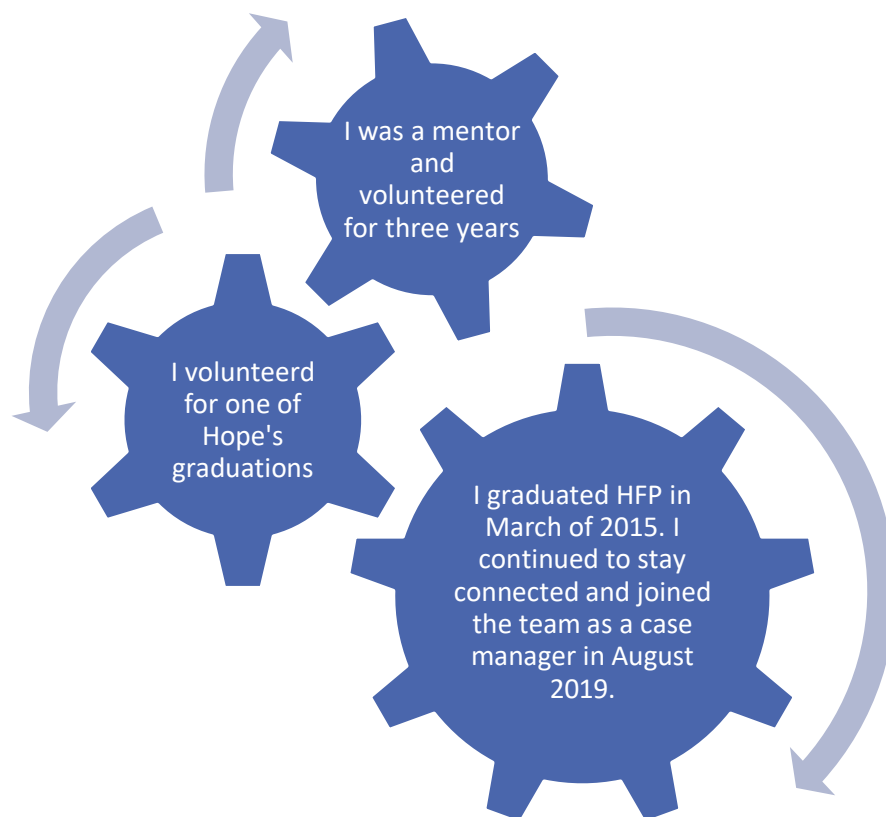 I was a mentor
and
volunteered
for three years
I volunteerd
for one of
Hope's
graduations
I graduated HFP in
March of 2015. I
continued to stay
connected and joined
the team as a case
manager in August
2019.